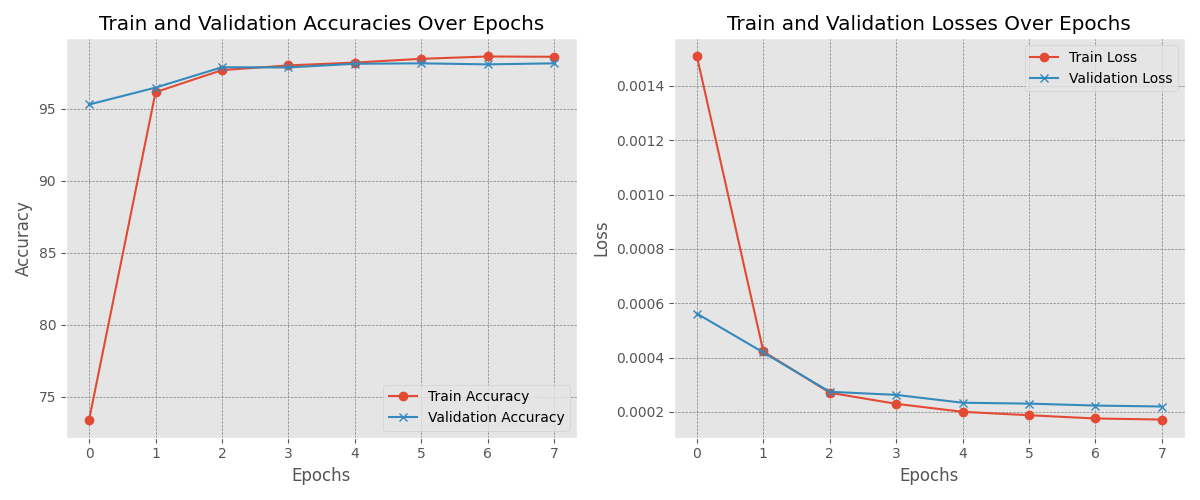 Train and Validation Accuracies Over Epochs
Accuracy
95
90
85
80
75
Train Accuracy
Validation Accuracy
0 1 2 3 4 5 6 7
Epochs
Train and Validation Losses Over Epochs
Loss
Train Loss
Validation Loss
0.0014
0.0012
0.0010
0.0008
0.0006
0.0004
0.0002
0 1 2 3 4 5 6 7
Epochs